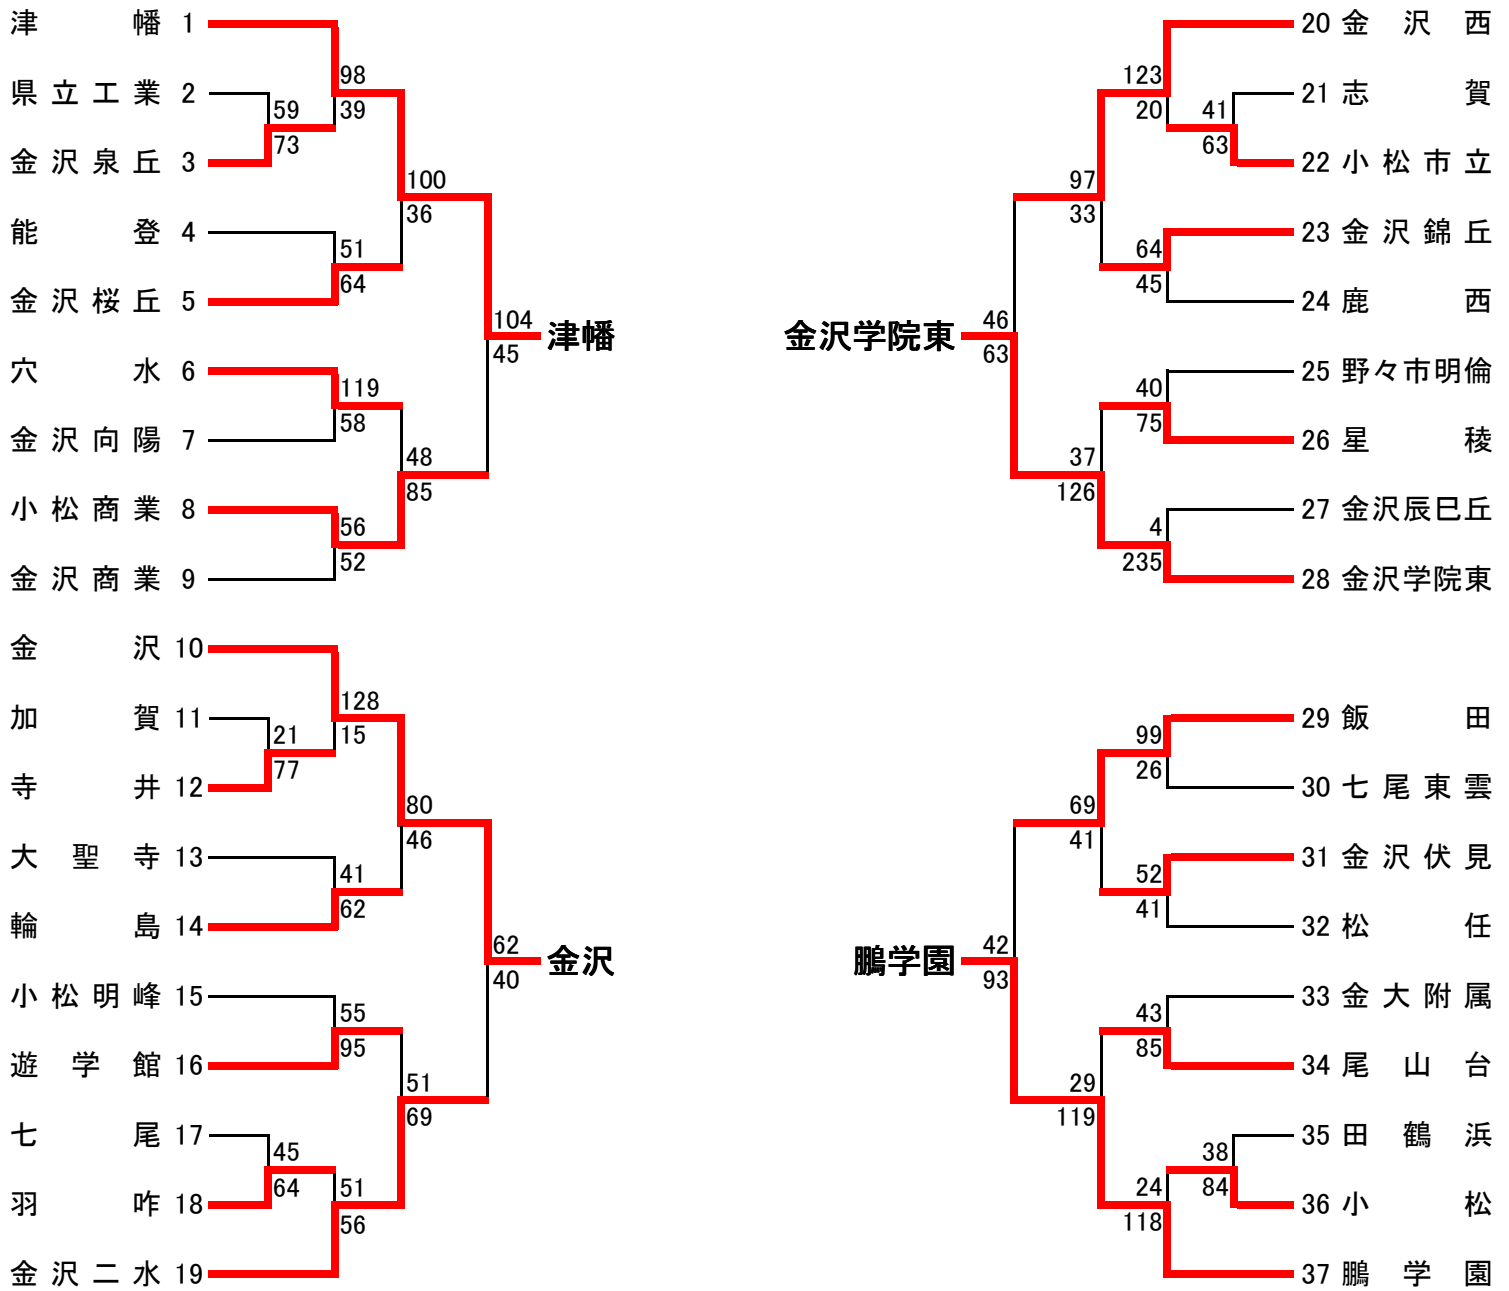 津幡 1
98
県立工業 2
59
39
73
金沢泉丘 3
100
36
能登 4
51
64
金沢桜丘 5
104
津幡
45
穴水 6
119
58
金沢向陽 7
48
85
小松商業 8
56
52
金沢商業 9
金沢 10
128
加賀 11
21
15
77
寺井 12
80
46
大聖寺 13
41
62
輪島 14
62
金沢
40
小松明峰 15
55
95
遊学館 16
51
69
七尾 17
45
64
51
羽咋 18
56
金沢二水 19
20 金沢西
123
21 志賀
20
41
63
22 小松市立
97
33
23 金沢錦丘
64
45
24 鹿西
金沢学院東
46
63
25 野々市明倫
40
75
26 星稜
37
126
27 金沢辰巳丘
4
235
28 金沢学院東
29 飯田
99
26
30 七尾東雲
69
41
31 金沢伏見
52
41
32 松任
鵬学園
42
93
33 金大附属
43
85
34 尾山台
29
119
35 田鶴浜
38
84
24
36 小松
118
37 鵬学園